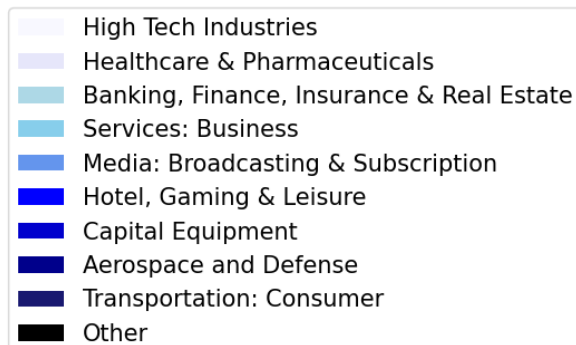 High Tech Industries
Healthcare & Pharmaceuticals
Banking, Finance, Insurance & Real Estate
Services: Business
Media: Broadcasting & Subscription
Hotel, Gaming & Leisure
Capital Equipment
Aerospace and Defense
Transportation: Consumer
Other